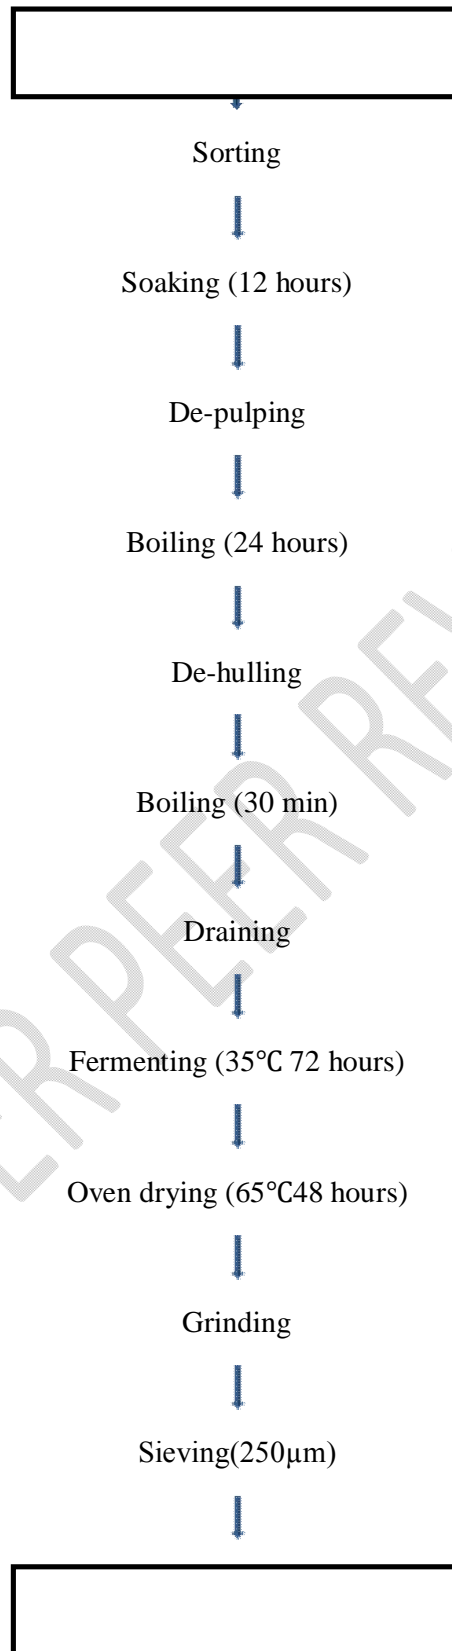 Sorting
Soaking (12 hours)
De-pulping
Boiling (24 hours)
De-hulling
Boiling (30 min)
Draining
Fermenting (35℃ 72 hours)
Oven drying (65℃48 hours)
Grinding
Sieving(250µm)
PEER